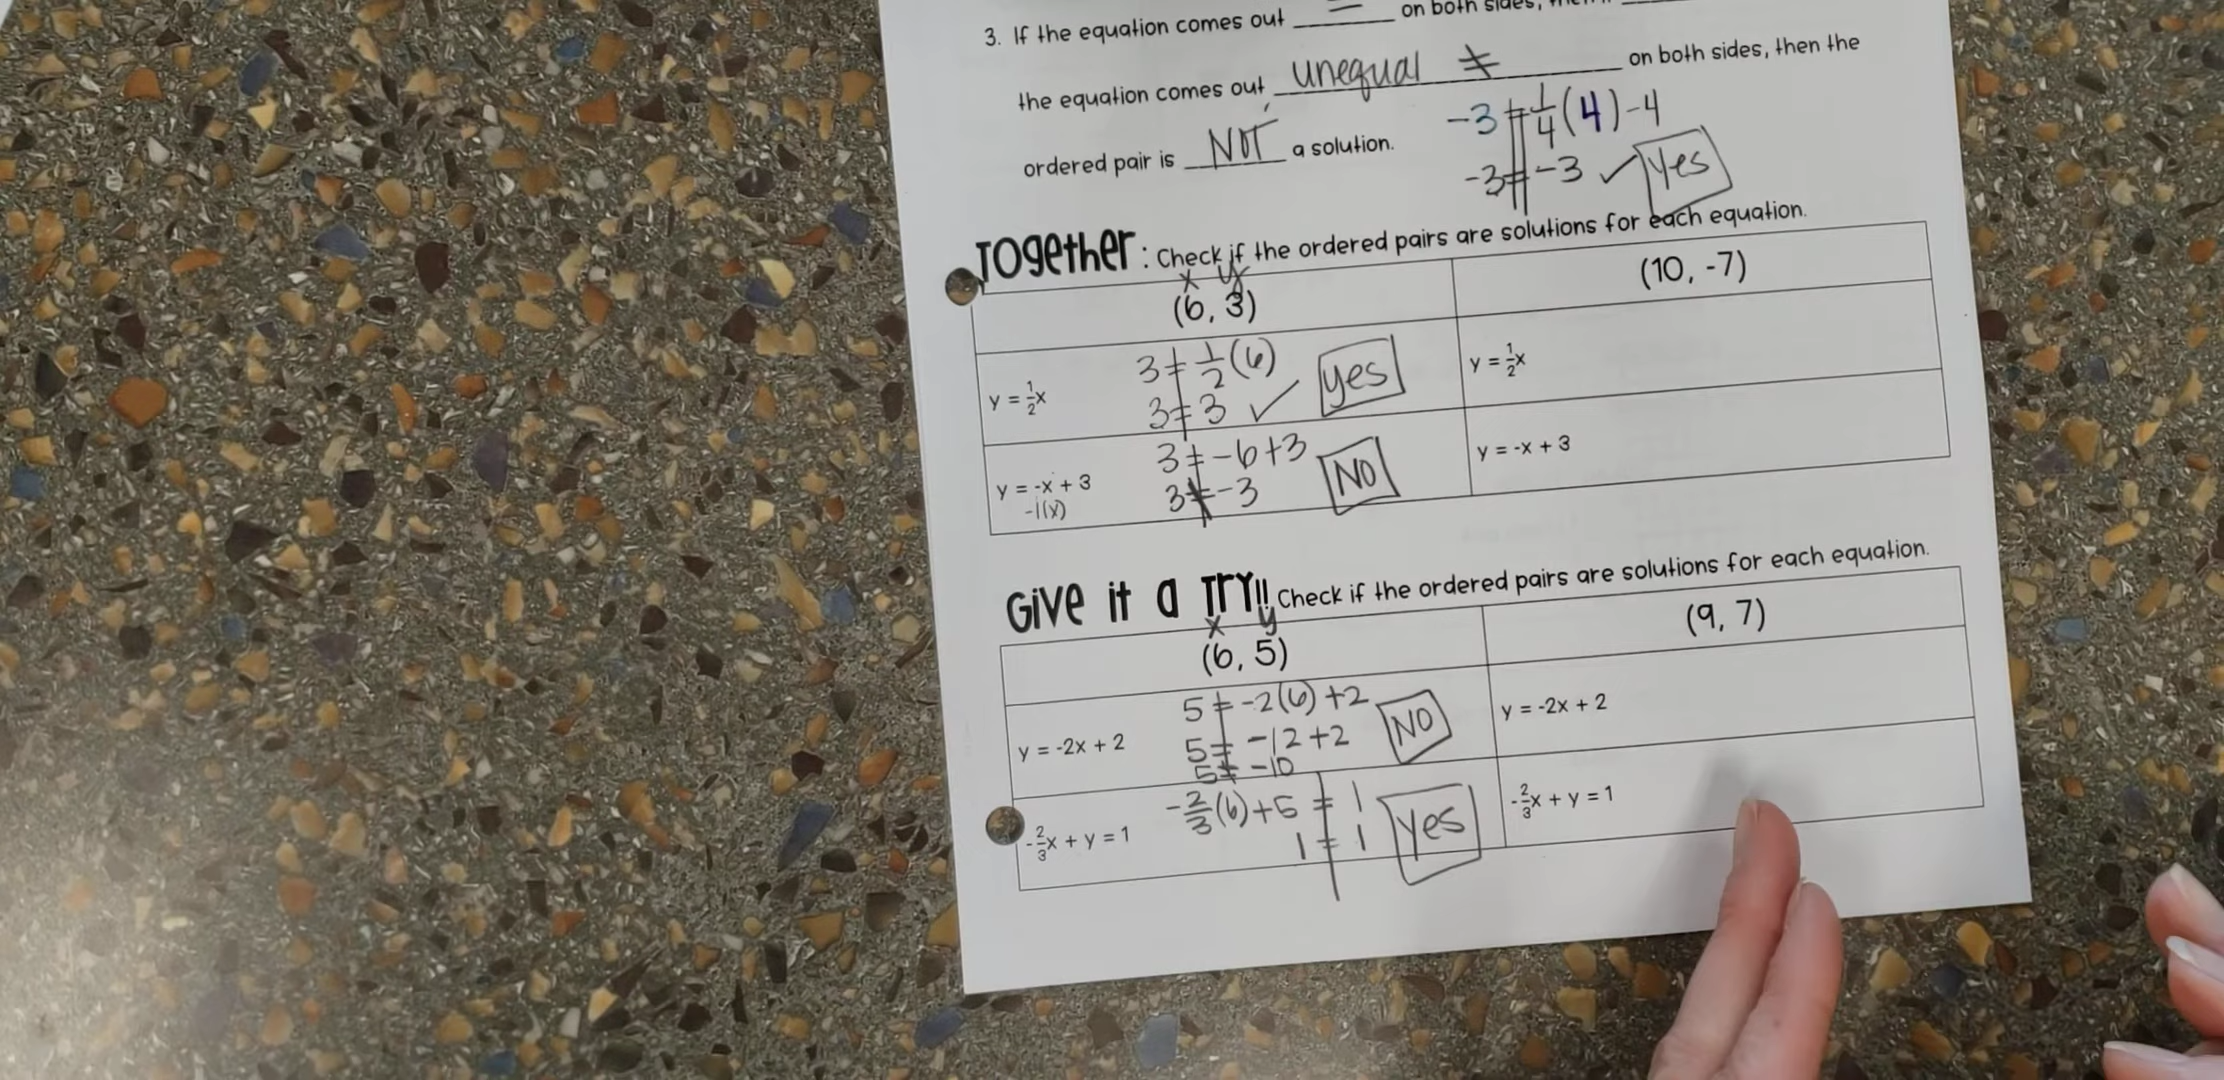 3. If the equation comes out = on both sides,
the equation comes out unequal ≠ on both sides, then the
ordered pair is NOT a solution.
-3 = 1/4 (4) - 4
-3 = -3 ✓ yes
Together: Check if the ordered pairs are solutions for each equation.
x y
(6, 3)
(10, -7)
y = 1/2 x
3 = 1/2 (6)
3 = 3 ✓
yes
y = 1/2 x
y = -x + 3
-1(x)
3 = -6+3
3 ≠ -3
NO
y = -x + 3
Give it a TRY!! Check if the ordered pairs are solutions for each equation.
x y
(6, 5)
(9, 7)
y = -2x + 2
5 = -2(6) +2
5 = -12 +2
5 ≠ -10
NO
y = -2x + 2
-2/3 x + y = 1
-2/3 (6) + 5 = 1
1 = 1
yes
-2/3 x + y = 1